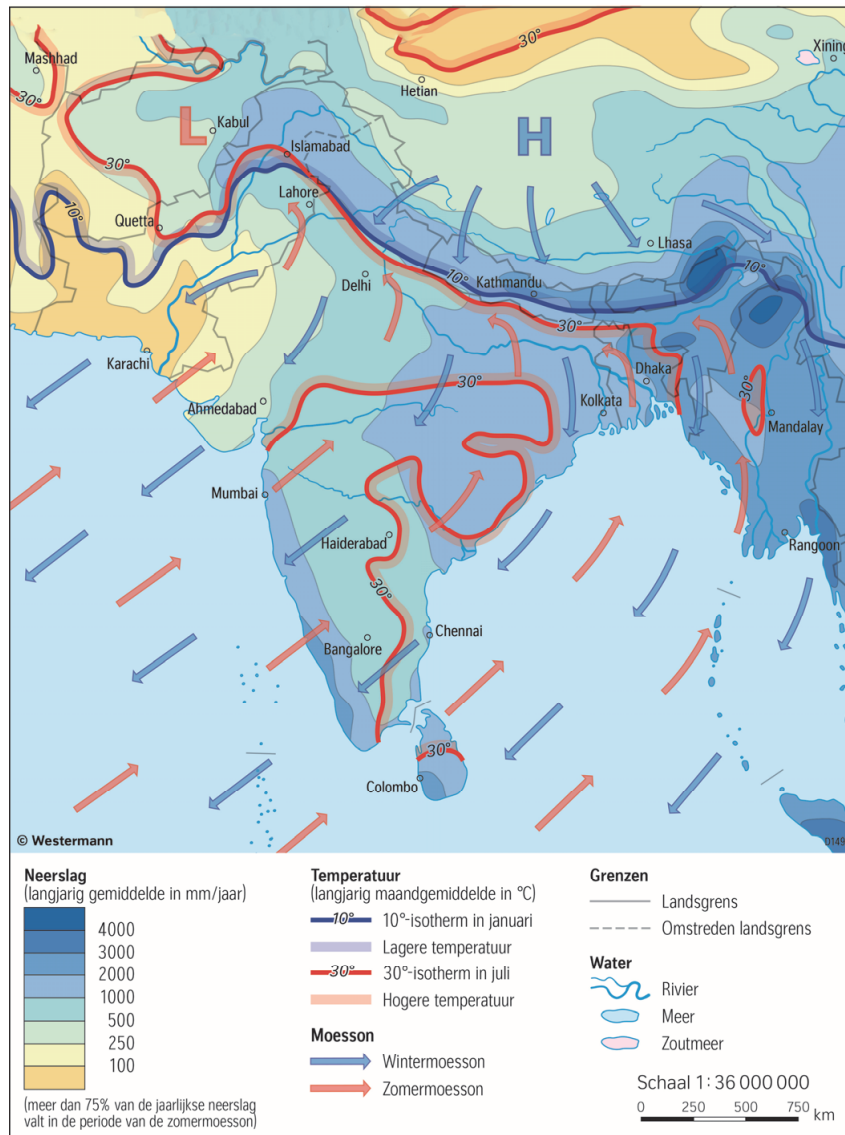 Mashhad
30°
Kabul
L
30°
Islamabad
Lahore
Quetta
10°
30°
Hetian
Xining
H
Lhasa
10°
Kathmandu
10°
30°
Delhi
Karachi
Ahmedabad
30°
Kolkata
Dhaka
30°
Mandalay
Mumbai
Haiderabad
30°
Rangoon
Bangalore
Chennai
30°
Colombo
© Westermann
Neerslag
(langjarig gemiddelde in mm/jaar)
4000
3000
2000
1000
500
250
100
(meer dan 75% van de jaarlijkse neerslag
valt in de periode van de zomermoesson)
Temperatuur
(langjarig maandgemiddelde in °C)
10° 10°-isotherm in januari
Lagere temperatuur
30° 30°-isotherm in juli
Hogere temperatuur
Moesson
Wintermoesson
Zomermoesson
Grenzen
Landsgrens
Omstreden landsgrens
Water
Rivier
Meer
Zoutmeer
Schaal 1: 36 000 000
0 250 500 750 km